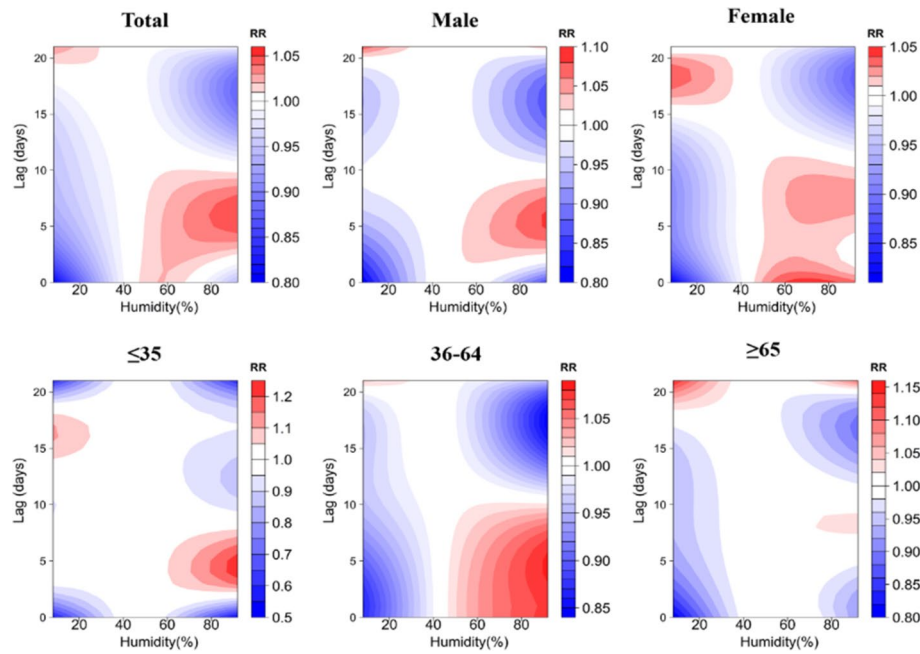 Total
RR
20
15
10
5
0
Lag (days)
20 40 60 80
Humidity(%)
1.05
1.00
0.95
0.90
0.85
0.80
Male
RR
20
15
10
5
0
Lag (days)
20 40 60 80
Humidity(%)
1.10
1.05
1.00
0.95
0.90
0.85
0.80
Female
RR
20
15
10
5
0
Lag (days)
20 40 60 80
Humidity(%)
1.05
1.00
0.95
0.90
0.85
≤35
RR
20
15
10
5
0
Lag (days)
20 40 60 80
Humidity(%)
1.2
1.1
1.0
0.9
0.8
0.7
0.6
0.5
36-64
RR
20
15
10
5
0
Lag (days)
20 40 60 80
Humidity(%)
1.05
1.00
0.95
0.90
0.85
≥65
RR
20
15
10
5
0
Lag (days)
20 40 60 80
Humidity(%)
1.15
1.10
1.05
1.00
0.95
0.90
0.85
0.80